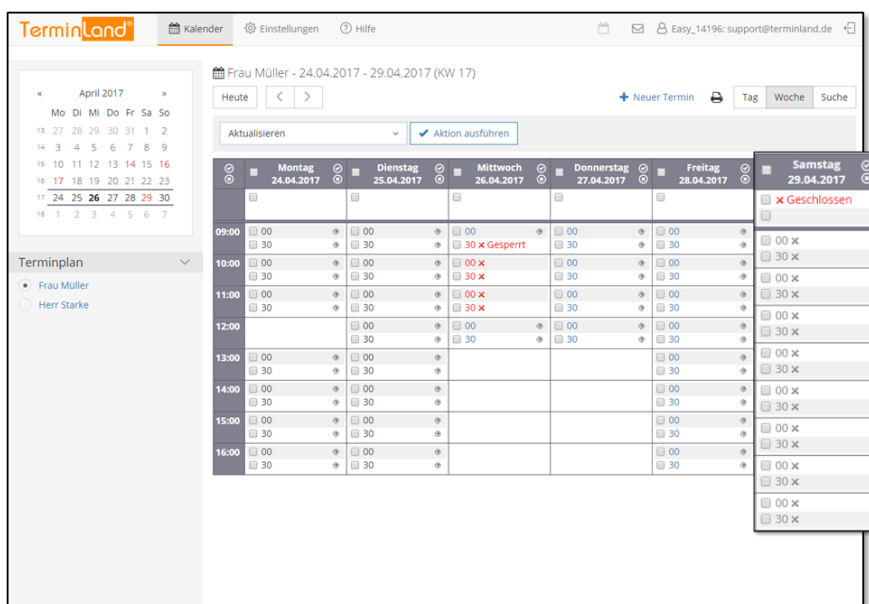 TerminLand®
Kalender
Einstellungen
Hilfe
Easy_14196: support@terminland.de
« April 2017 »
Mo Di Mi Do Fr Sa So
13 27 28 29 30 31 1 2
14 3 4 5 6 7 8 9
15 10 11 12 13 14 15 16
16 17 18 19 20 21 22 23
17 24 25 26 27 28 29 30
18 1 2 3 4 5 6 7
Terminplan
Frau Müller
Herr Starke
Frau Müller - 24.04.2017 - 29.04.2017 (KW 17)
Heute < >
+ Neuer Termin
Tag Woche Suche
Aktualisieren
Aktion ausführen
Montag Dienstag Mittwoch Donnerstag Freitag Samstag
24.04.2017 25.04.2017 26.04.2017 27.04.2017 28.04.2017 29.04.2017
x Geschlossen
09:00 00 00 00 00 00 00 x
30 30 30 x Gesperrt 30 30 30 x
10:00 00 00 00 x 00 00 00 x
30 30 30 x 30 30 30 x
11:00 00 00 00 x 00 00 00 x
30 30 30 x 30 30 30 x
12:00 00 00 00 00 00 x
30 30 30 30 30 x
13:00 00 00 00 00 x
30 30 30 30 x
14:00 00 00 00 00 x
30 30 30 30 x
15:00 00 00 00 00 x
30 30 30 30 x
16:00 00 00 00 00 x
30 30 30 30 x